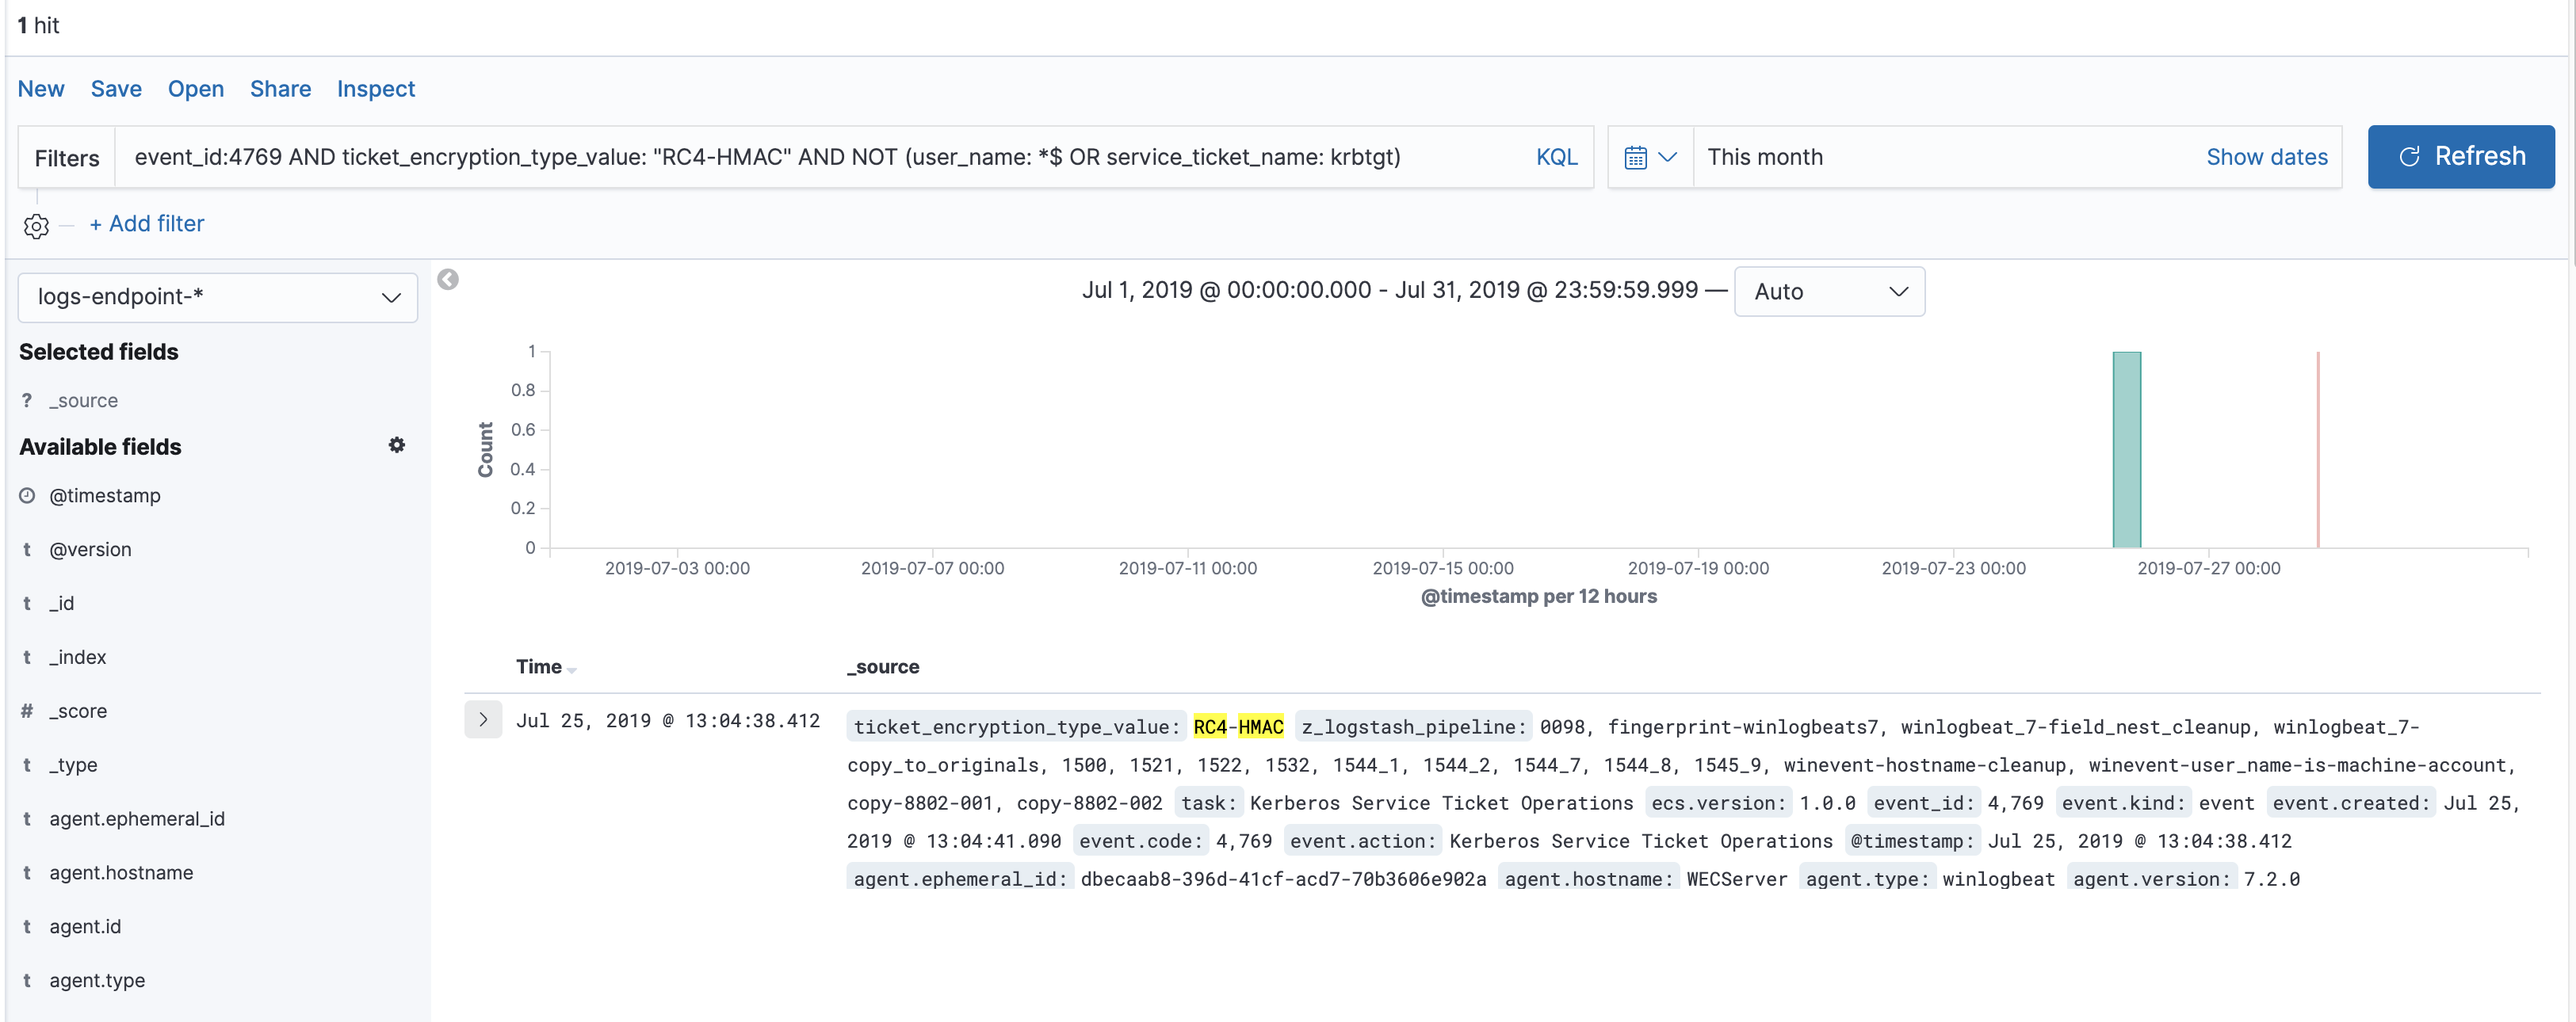 1 hit
New Save Open Share Inspect
Filters event_id:4769 AND ticket_encryption_type_value: "RC4-HMAC" AND NOT (user_name: *$ OR service_ticket_name: krbtgt) KQL This month Show dates Refresh
+ Add filter
logs-endpoint-*
Selected fields
? _source
Available fields
@timestamp
t @version
t _id
t _index
# _score
t _type
t agent.ephemeral_id
t agent.hostname
t agent.id
t agent.type
Jul 1, 2019 @ 00:00:00.000 - Jul 31, 2019 @ 23:59:59.999 — Auto
Count
1
0.8
0.6
0.4
0.2
0
2019-07-03 00:00 2019-07-07 00:00 2019-07-11 00:00 2019-07-15 00:00 2019-07-19 00:00 2019-07-23 00:00 2019-07-27 00:00
@timestamp per 12 hours
Time _source
Jul 25, 2019 @ 13:04:38.412 ticket_encryption_type_value: RC4-HMAC z_logstash_pipeline: 0098, fingerprint-winlogbeats7, winlogbeat_7-field_nest_cleanup, winlogbeat_7-
copy_to_originals, 1500, 1521, 1522, 1532, 1544_1, 1544_2, 1544_7, 1544_8, 1545_9, winevent-hostname-cleanup, winevent-user_name-is-machine-account,
copy-8802-001, copy-8802-002 task: Kerberos Service Ticket Operations ecs.version: 1.0.0 event_id: 4,769 event.kind: event event.created: Jul 25,
2019 @ 13:04:41.090 event.code: 4,769 event.action: Kerberos Service Ticket Operations @timestamp: Jul 25, 2019 @ 13:04:38.412
agent.ephemeral_id: dbecaab8-396d-41cf-acd7-70b3606e902a agent.hostname: WECServer agent.type: winlogbeat agent.version: 7.2.0